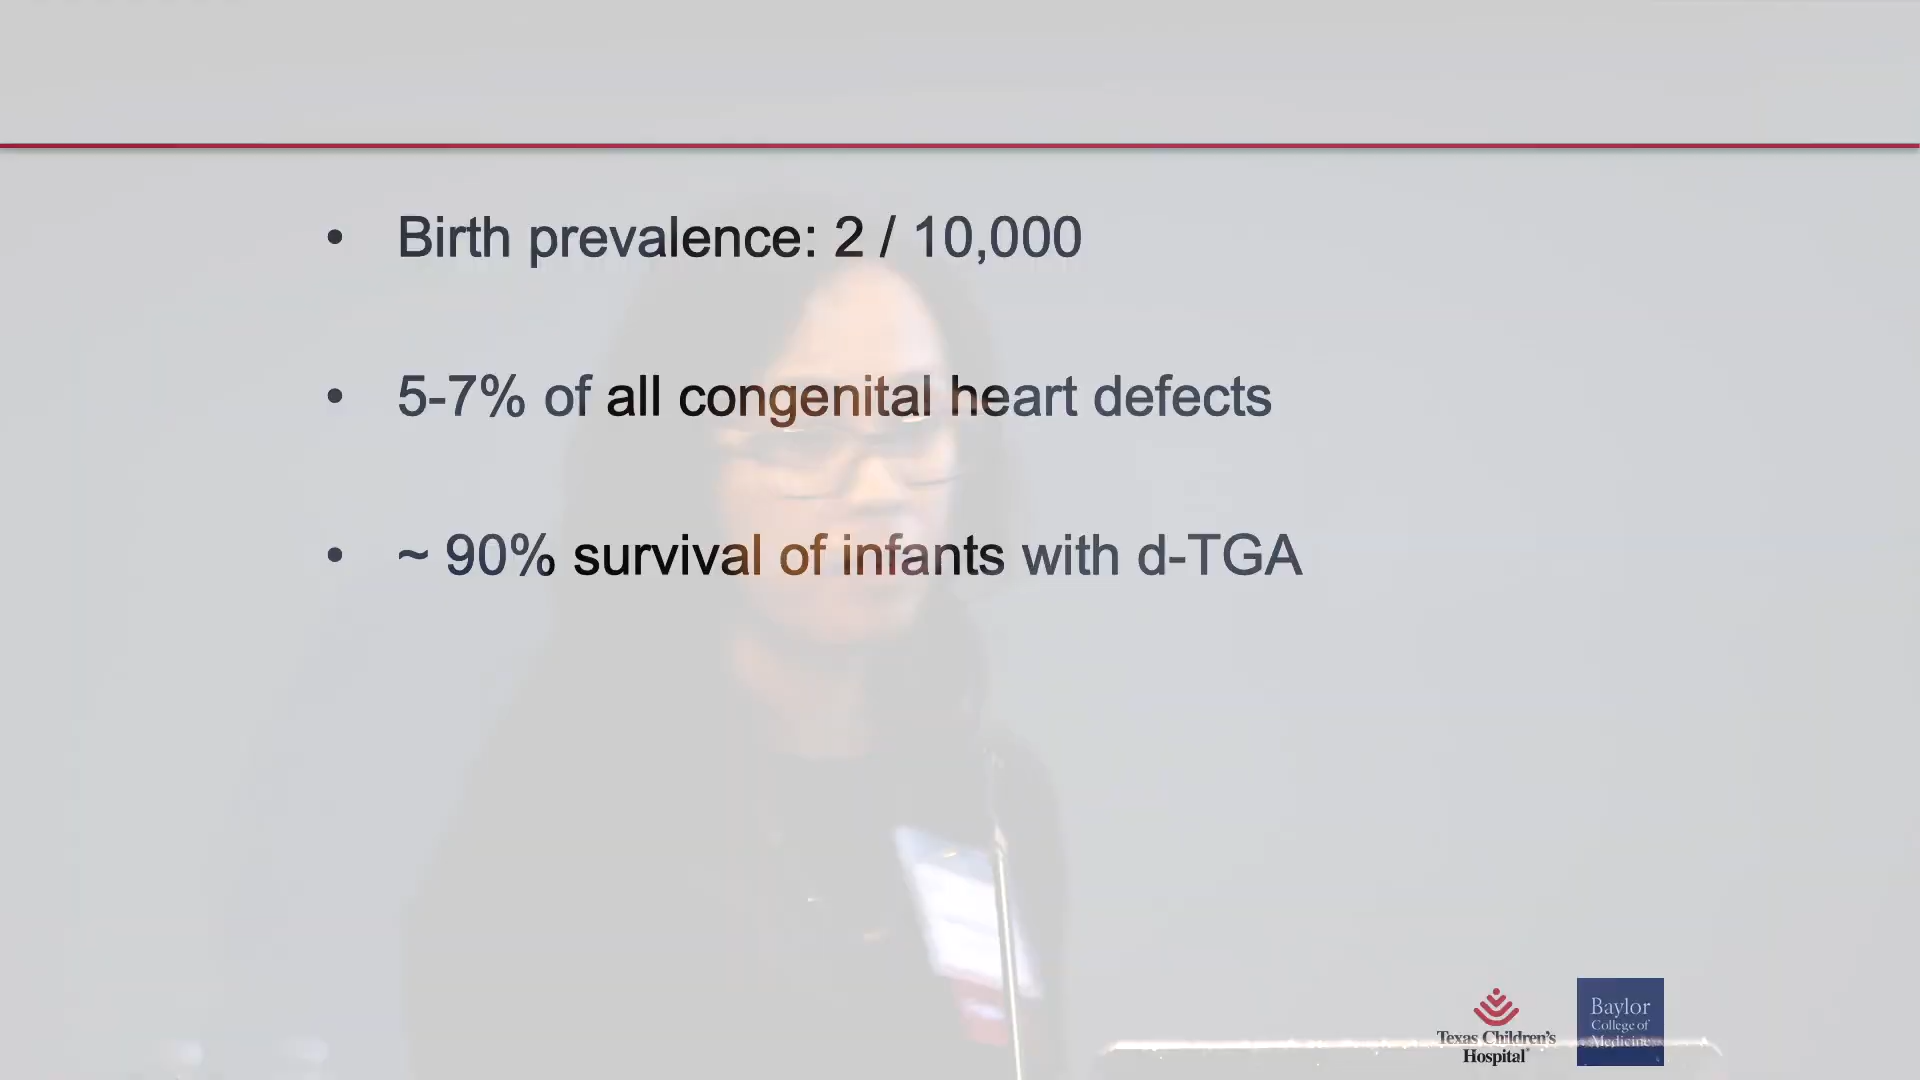 • Birth prevalence: 2 / 10,000
• 5-7% of all congenital heart defects
• ~ 90% survival of infants with d-TGA
Texas Children's
Hospital
Baylor
College of
Medicine